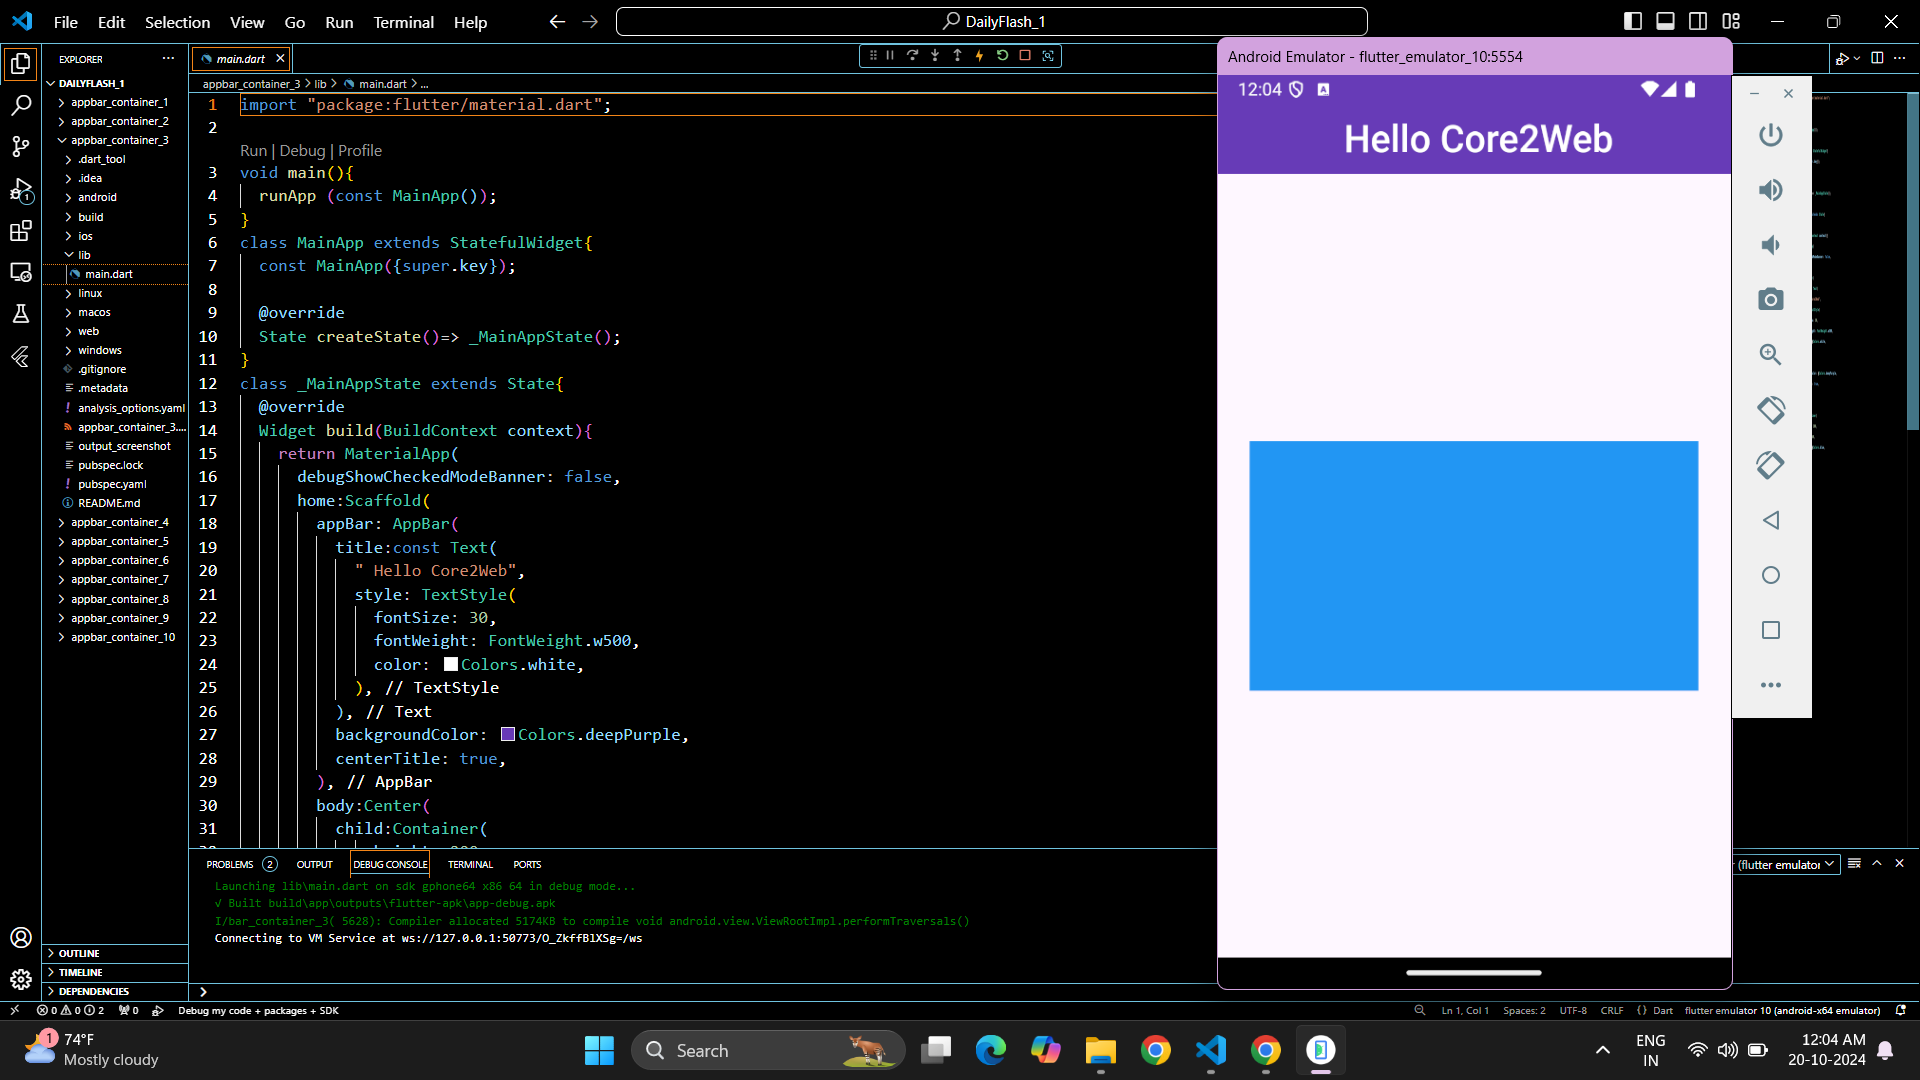 File Edit Selection View Go Run Terminal Help
DailyFlash_1
EXPLORER
DAILYFLASH_1
appbar_container_1
appbar_container_2
appbar_container_3
.dart_tool
.idea
android
build
ios
lib
main.dart
linux
macos
web
windows
.gitignore
.metadata
analysis_options.yaml
appbar_container_3....
output_screenshot
pubspec.lock
pubspec.yaml
README.md
appbar_container_4
appbar_container_5
appbar_container_6
appbar_container_7
appbar_container_8
appbar_container_9
appbar_container_10
OUTLINE
TIMELINE
DEPENDENCIES
1
main.dart
appbar_container_3 > lib > main.dart > ...
1 import "package:flutter/material.dart";
2
Run | Debug | Profile
3 void main(){
4 runApp (const MainApp());
5 }
6 class MainApp extends StatefulWidget{
7 const MainApp({super.key});
8
9 @override
10 State createState()=> _MainAppState();
11 }
12 class _MainAppState extends State{
13 @override
14 Widget build(BuildContext context){
15 return MaterialApp(
16 debugShowCheckedModeBanner: false,
17 home:Scaffold(
18 appBar: AppBar(
19 title:const Text(
20 " Hello Core2Web",
21 style: TextStyle(
22 fontSize: 30,
23 fontWeight: FontWeight.w500,
24 color: Colors.white,
25 ), // TextStyle
26 ), // Text
27 backgroundColor: Colors.deepPurple,
28 centerTitle: true,
29 ), // AppBar
30 body:Center(
31 child:Container(
PROBLEMS 2 OUTPUT DEBUG CONSOLE TERMINAL PORTS
(flutter emulator
Launching lib\main.dart on sdk gphone64 x86 64 in debug mode...
√ Built build\app\outputs\flutter-apk\app-debug.apk
I/bar_container_3( 5628): Compiler allocated 5174KB to compile void android.view.ViewRootImpl.performTraversals()
Connecting to VM Service at ws://127.0.0.1:50773/O_ZkffBlXSg=/ws
Android Emulator - flutter_emulator_10:5554
12:04
Hello Core2Web
0 0 2 0 Debug my code + packages + SDK
Ln 1, Col 1 Spaces: 2 UTF-8 CRLF {} Dart flutter emulator 10 (android-x64 emulator)
1
74°F
Mostly cloudy
Search
ENG
IN
12:04 AM
20-10-2024